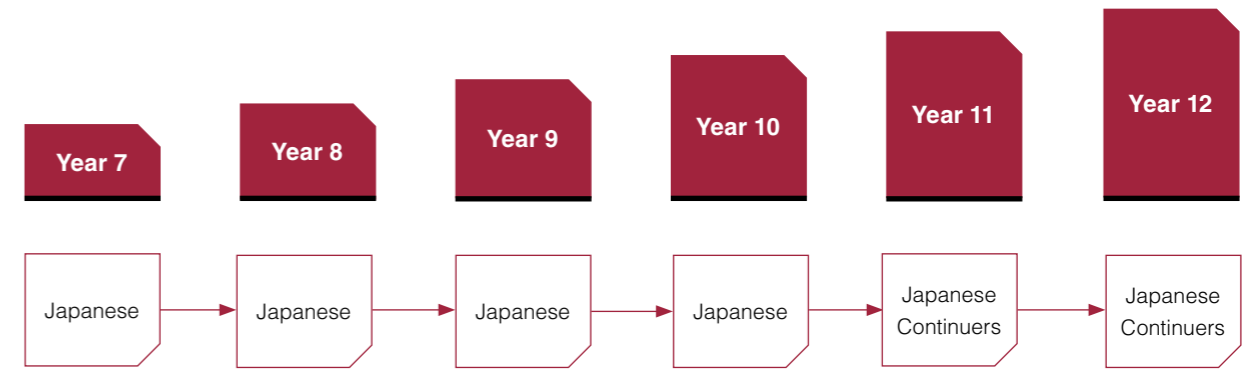 Year 7
Year 8
Year 9
Year 10
Year 11
Year 12
Japanese
Japanese
Japanese
Japanese
Japanese
Continuers
Japanese
Continuers